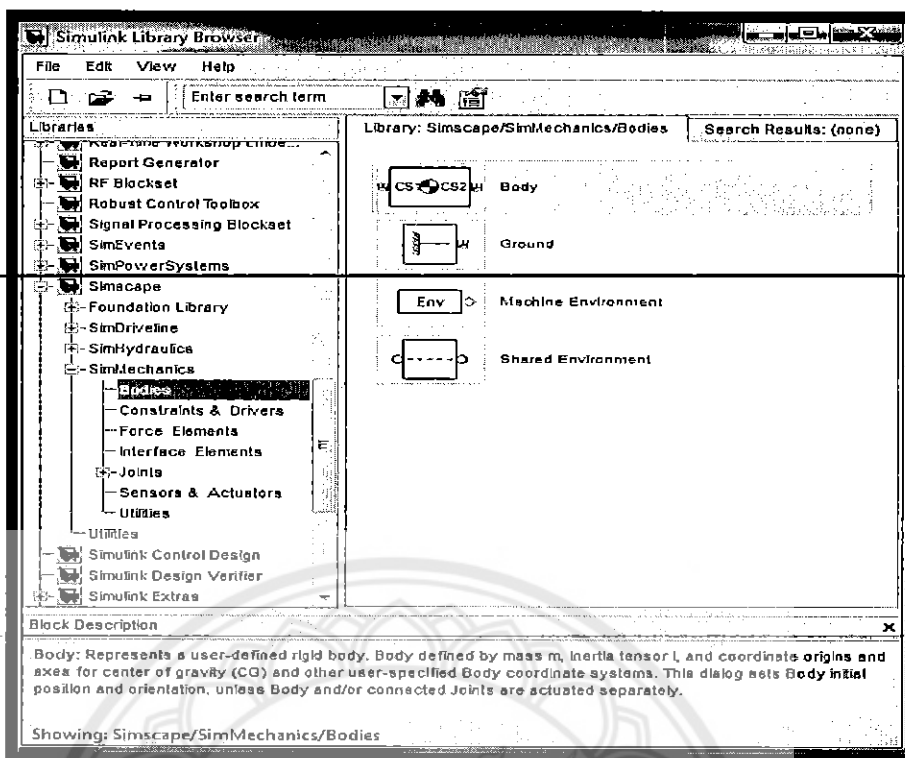 Simulink Library Browser
File Edit View Help
Enter search term
Libraries
Library: Simscape/SimMechanics/Bodies
Search Results: (none)
Report Generator
RF Blockset
Robust Control Toolbox
Signal Processing Blockset
SimEvents
SimPowerSystems
Simscape
Foundation Library
SimDriveline
SimHydraulics
SimMechanics
Bodies
Constraints & Drivers
Force Elements
Interface Elements
Joints
Sensors & Actuators
Utilities
Utilities
Simulink Control Design
Simulink Design Verifier
Simulink Extras
CS1 CS2 Body
Ground
Env Machine Environment
Shared Environment
Block Description
Body: Represents a user-defined rigid body. Body defined by mass m, inertia tensor I, and coordinate origins and
axes for center of gravity (CG) and other user-specified Body coordinate systems. This dialog sets Body initial
position and orientation, unless Body and/or connected Joints are actuated separately.
Showing: Simscape/SimMechanics/Bodies